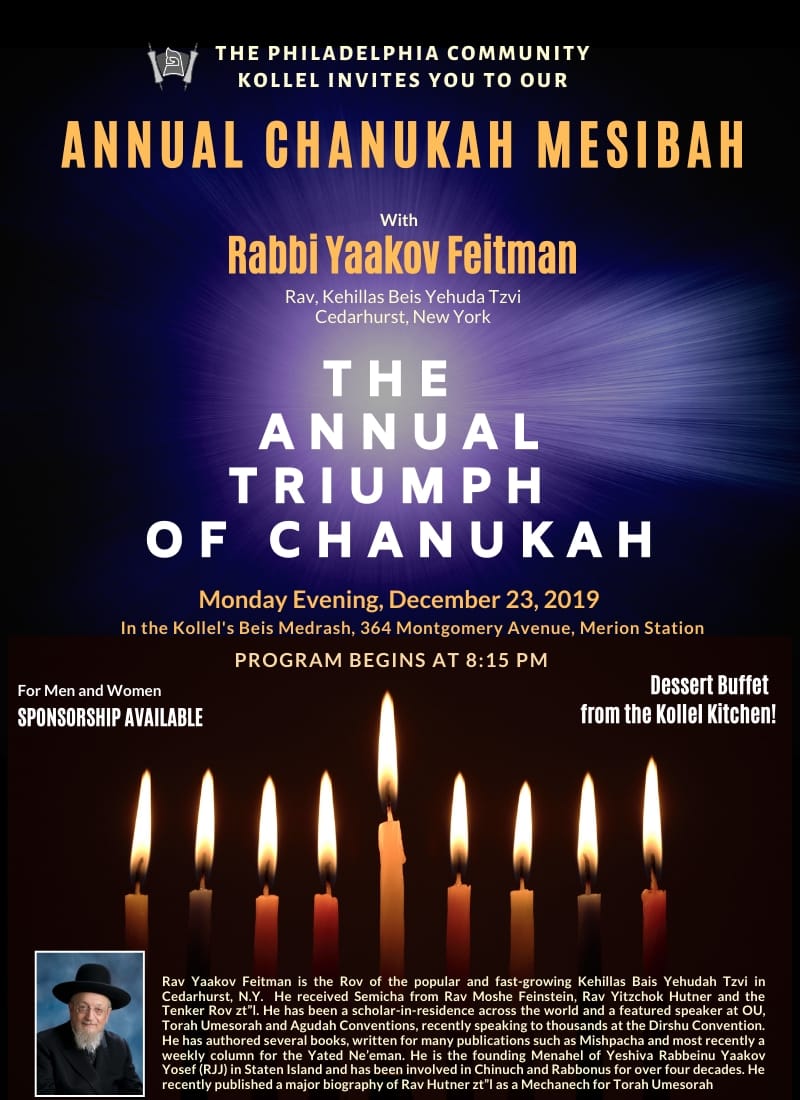 THE PHILADELPHIA COMMUNITY
KOLLEL INVITES YOU TO OUR
ANNUAL CHANUKAH MESIBAH
With
Rabbi Yaakov Feitman
Rav, Kehillas Beis Yehuda Tzvi
Cedarhurst, New York
THE
ANNUAL
TRIUMPH
OF CHANUKAH
Monday Evening, December 23, 2019
In the Kollel's Beis Medrash, 364 Montgomery Avenue, Merion Station
PROGRAM BEGINS AT 8:15 PM
For Men and Women
SPONSORSHIP AVAILABLE
Dessert Buffet
from the Kollel Kitchen!
Rav Yaakov Feitman is the Rov of the popular and fast-growing Kehillas Bais Yehudah Tzvi in
Cedarhurst, N.Y. He received Semicha from Rav Moshe Feinstein, Rav Yitzchok Hutner and the
Tenker Rov zt"l. He has been a scholar-in-residence across the world and a featured speaker at OU,
Torah Umesorah and Agudah Conventions, recently speaking to thousands at the Dirshu Convention.
He has authored several books, written for many publications such as Mishpacha and most recently a
weekly column for the Yated Ne'eman. He is the founding Menahel of Yeshiva Rabbeinu Yaakov
Yosef (RJJ) in Staten Island and has been involved in Chinuch and Rabbonus for over four decades. He
recently published a major biography of Rav Hutner zt"l as a Mechanech for Torah Umesorah